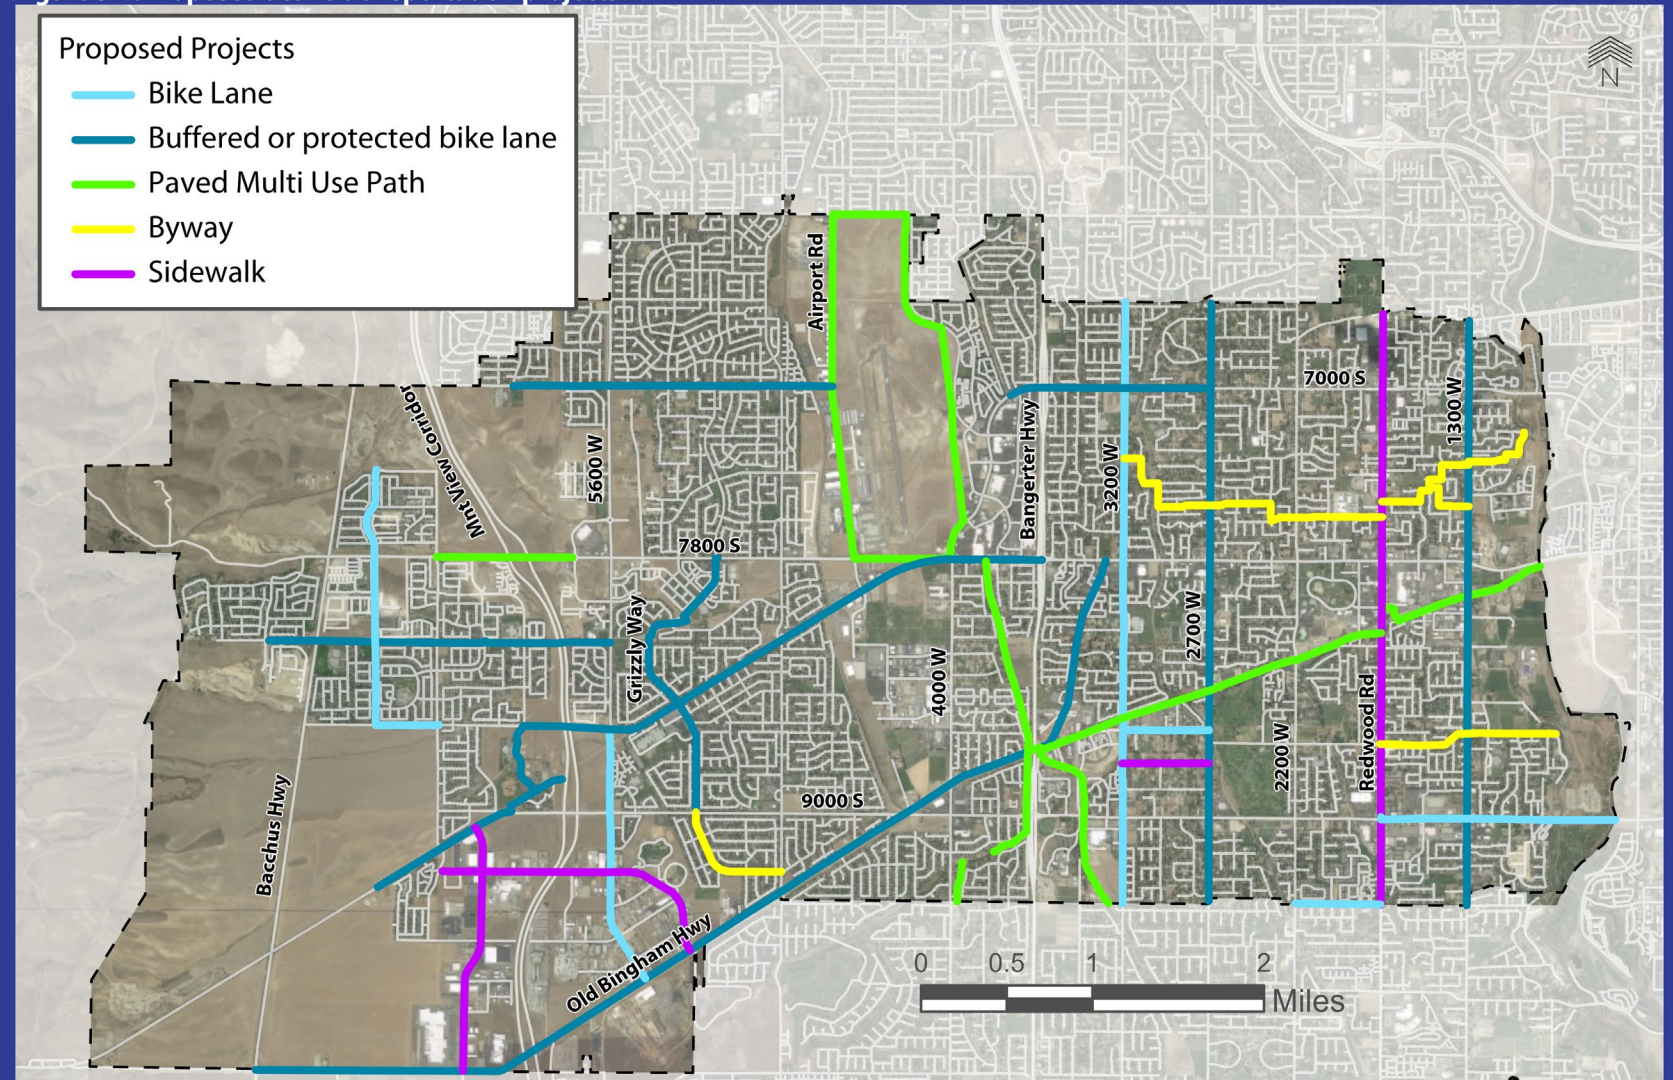 Proposed Projects
Bike Lane
Buffered or protected bike lane
Paved Multi Use Path
Byway
Sidewalk
N
Airport Rd
7000 S
1300 W
Mnt View Corridor
5600 W
Bangerter Hwy
3200 W
7800 S
Grizzly Way
2700 W
4000 W
Redwood Rd
2200 W
Bacchus Hwy
9000 S
Old Bingham Hwy
0 0.5 1 2
Miles